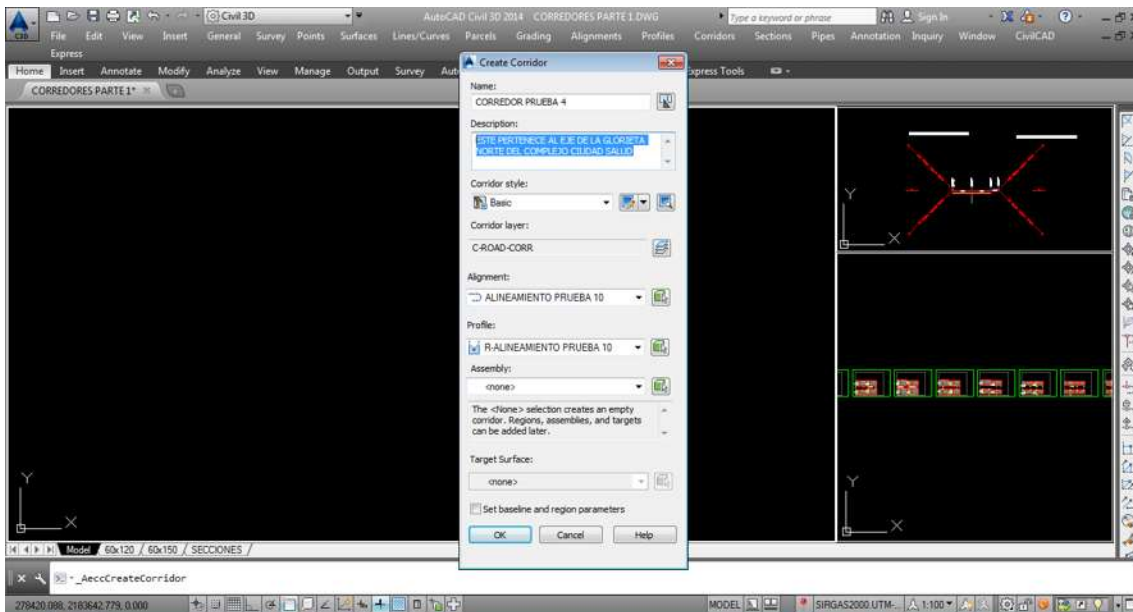 Civil 3D
AutoCAD Civil 3D 2014 CORREDORES PARTE 1.DWG
Type a keyword or phrase
Sign In
File Edit View Insert General Survey Points Surfaces Lines/Curves Parcels Grading Alignments Profiles Corridors Sections Pipes Annotation Inquiry Window CivilCAD
Express
Home Insert Annotate Modify Analyze View Manage Output Survey Express Tools
CORREDORES PARTE 1*
Create Corridor
Name:
CORREDOR PRUEBA 4
Description:
ESTE PERTENECE AL EJE DE LA GLORIETA
NORTE DEL COMPLEJO CIUDAD SALUD
Corridor style:
Basic
Corridor layer:
C-ROAD-CORR
Alignment:
ALINEAMIENTO PRUEBA 10
Profile:
R-ALINEAMIENTO PRUEBA 10
Assembly:
<none>
The <None> selection creates an empty
corridor. Regions, assemblies, and targets
can be added later.
Target Surface:
<none>
Set baseline and region parameters
OK Cancel Help
Y
X
Y
X
Y
X
Model 60x120 60x150 SECCIONES
_AeccCreateCorridor
278420.088, 2183642.779, 0.000
MODEL
SIRGAS2000.UTM-...
1:100